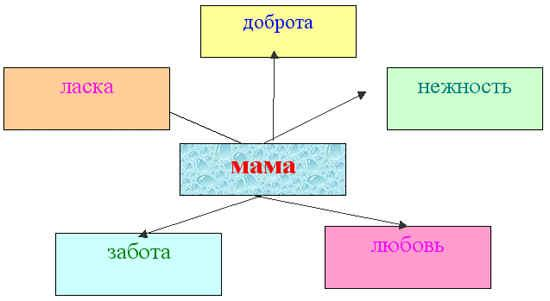 доброта
ласка
нежность
мама
забота
любовь